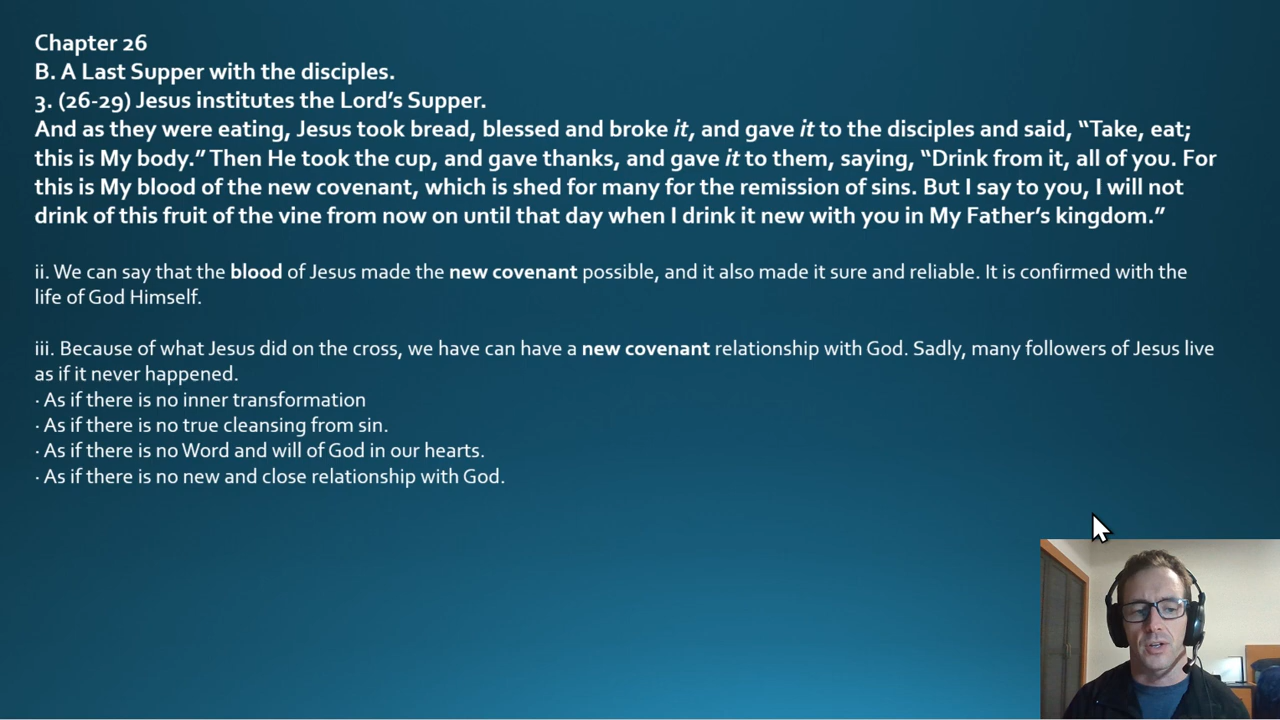 Chapter 26
B. A Last Supper with the disciples.
3. (26-29) Jesus institutes the Lord’s Supper.
And as they were eating, Jesus took bread, blessed and broke it, and gave it to the disciples and said, “Take, eat;
this is My body.” Then He took the cup, and gave thanks, and gave it to them, saying, “Drink from it, all of you. For
this is My blood of the new covenant, which is shed for many for the remission of sins. But I say to you, I will not
drink of this fruit of the vine from now on until that day when I drink it new with you in My Father’s kingdom.”
ii. We can say that the blood of Jesus made the new covenant possible, and it also made it sure and reliable. It is confirmed with the
life of God Himself.
iii. Because of what Jesus did on the cross, we have can have a new covenant relationship with God. Sadly, many followers of Jesus live
as if it never happened.
· As if there is no inner transformation
· As if there is no true cleansing from sin.
· As if there is no Word and will of God in our hearts.
· As if there is no new and close relationship with God.